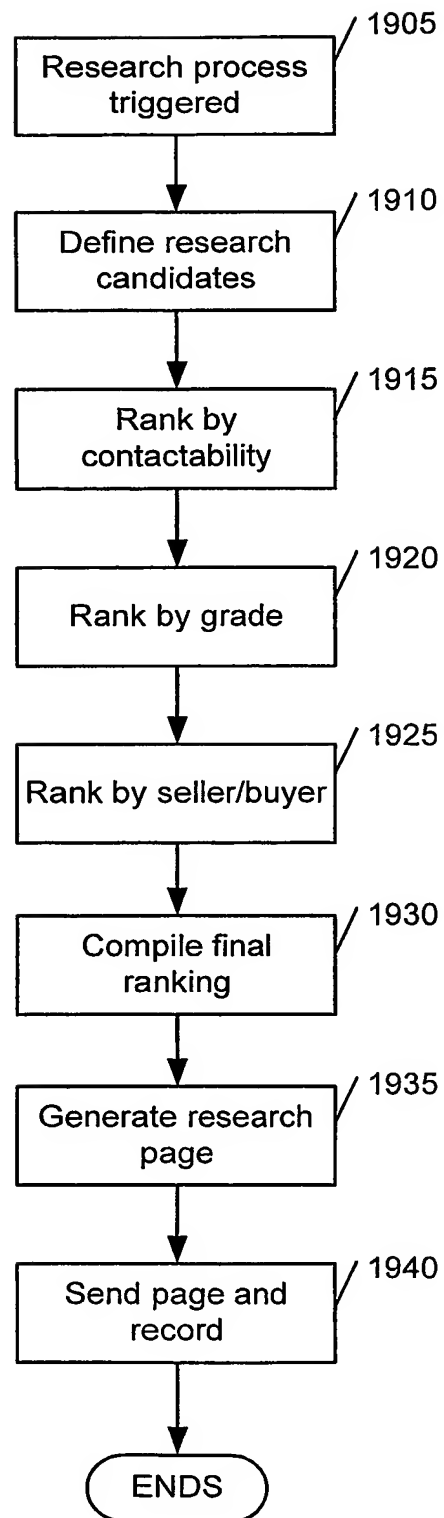 1905
Research process
triggered
1910
Define research
candidates
1915
Rank by
contactability
1920
Rank by grade
1925
Rank by seller/buyer
1930
Compile final
ranking
1935
Generate research
page
1940
Send page and
record
ENDS